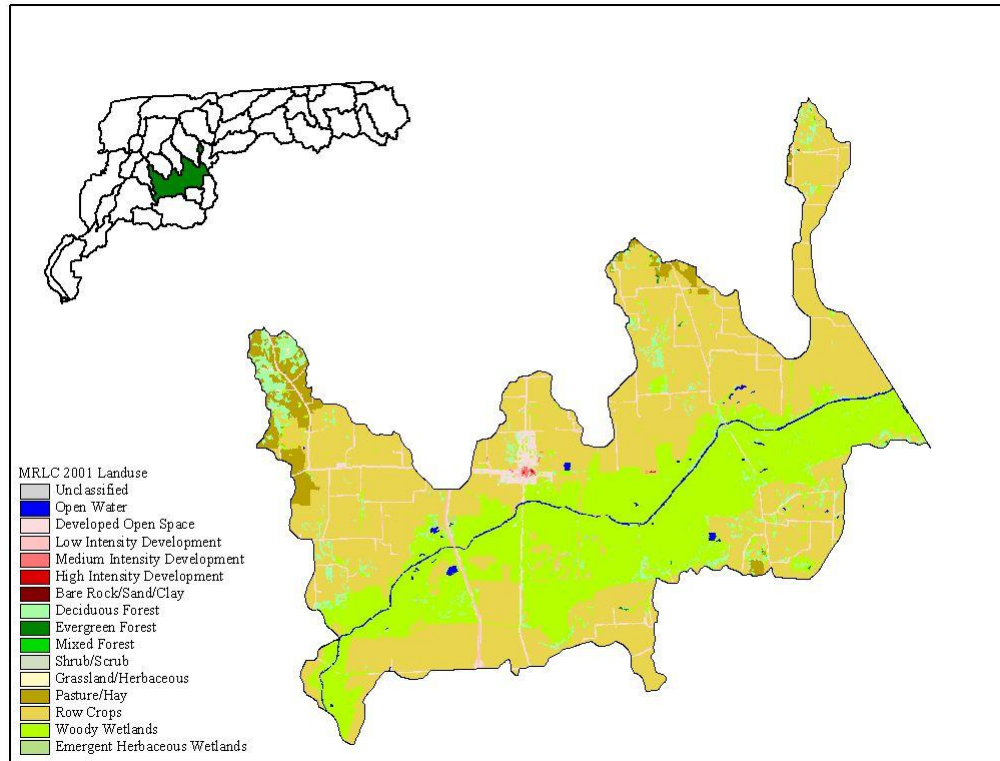 MRLC 2001 Landuse
Unclassified
Open Water
Developed Open Space
Low Intensity Development
Medium Intensity Development
High Intensity Development
Bare Rock/Sand/Clay
Deciduous Forest
Evergreen Forest
Mixed Forest
Shrub/Scrub
Grassland/Herbaceous
Pasture/Hay
Row Crops
Woody Wetlands
Emergent Herbaceous Wetlands